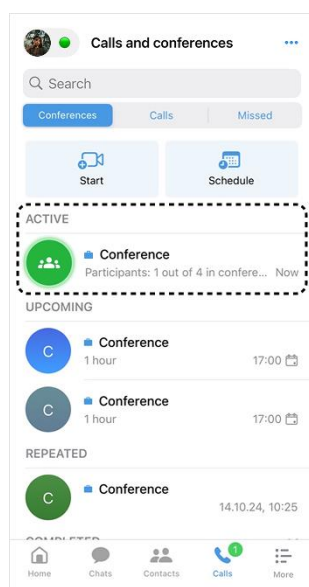 Calls and conferences
Search
Conferences Calls Missed
Start Schedule
ACTIVE
Conference
Participants: 1 out of 4 in confere... Now
UPCOMING
C Conference
1 hour 17:00
C Conference
1 hour 17:00
REPEATED
C Conference
14.10.24, 10:25
COMPLETED
1
Home Chats Contacts Calls More